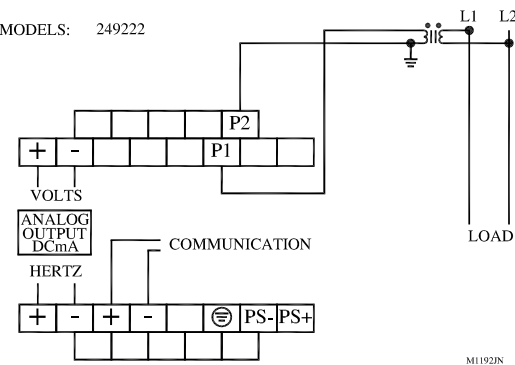 MODELS: 249222
L1 L2
P2
+ - P1
VOLTS
ANALOG
OUTPUT
DCmA
HERTZ
COMMUNICATION
LOAD
+ - + - PS- PS+
M1192JN